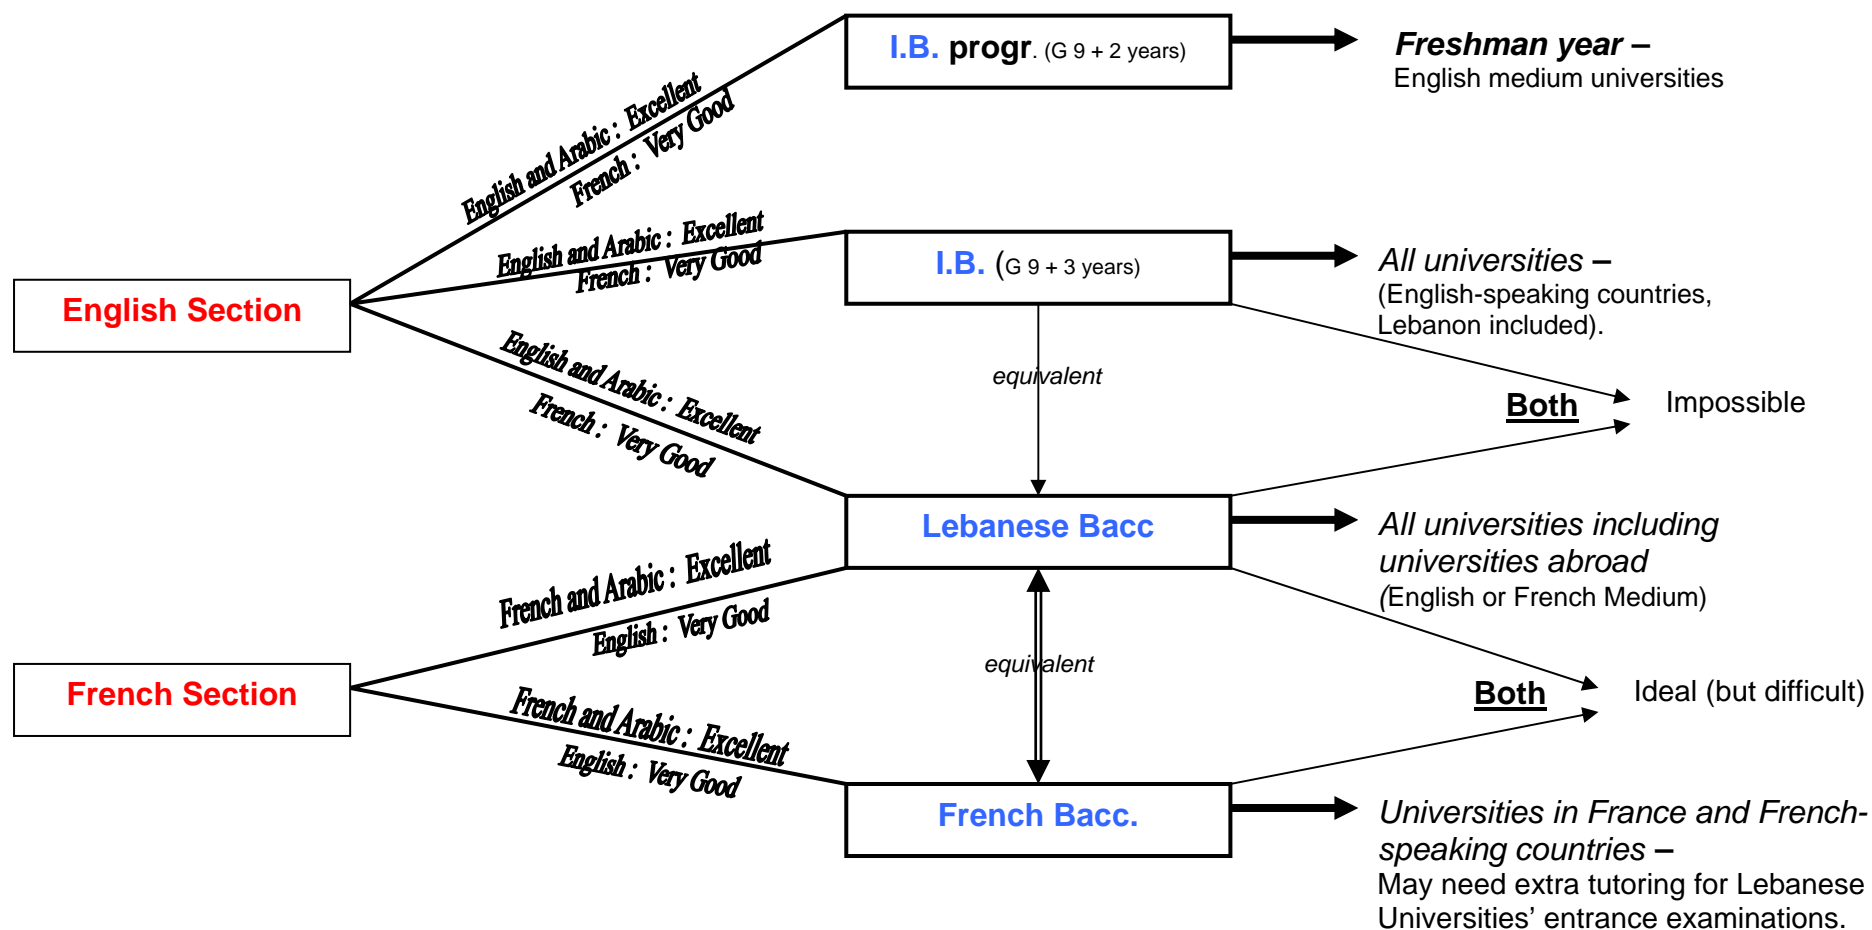 I.B. progr. (G 9 + 2 years)
Freshman year –
English medium universities
English and Arabic : Excellent
French : Very Good
English and Arabic : Excellent
French : Very Good
I.B. (G 9 + 3 years)
All universities –
(English-speaking countries,
Lebanon included).
English Section
English and Arabic : Excellent
French : Very Good
equivalent
Both
Impossible
Lebanese Bacc
All universities including
universities abroad
(English or French Medium)
French and Arabic : Excellent
English : Very Good
French Section
equivalent
Both
Ideal (but difficult)
French and Arabic : Excellent
English : Very Good
French Bacc.
Universities in France and French-
speaking countries –
May need extra tutoring for Lebanese
Universities’ entrance examinations.